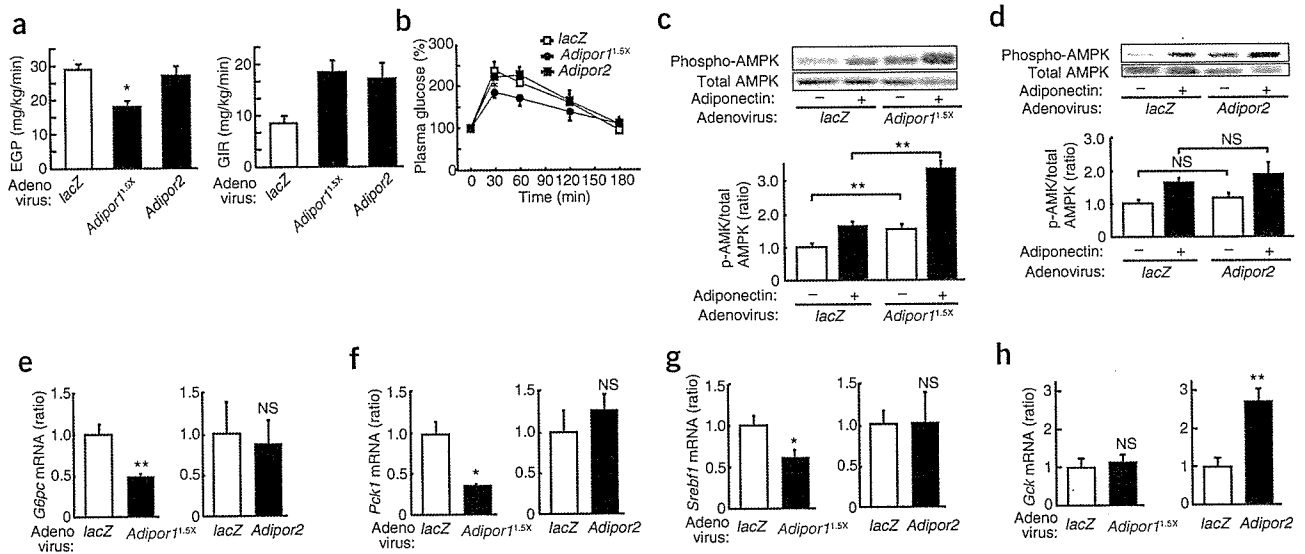 a
EGP (mg/kg/min)
30
20
10
0
Adeno
virus:
lacZ
Adipor1^1.5X
Adipor2
*
GIR (mg/kg/min)
20
10
0
lacZ
Adipor1^1.5X
Adipor2
Adeno
virus:
b
Plasma glucose (%)
300
200
100
0
lacZ
Adipor1^1.5X
Adipor2
0 30 60 90 120 150 180
Time (min)
c
Phospho-AMPK
Total AMPK
Adiponectin: − + − +
Adenovirus: lacZ Adipor1^1.5X
p-AMK/total
AMPK (ratio)
3.0
2.0
1.0
0
**
**
Adiponectin: − + − +
Adenovirus: lacZ Adipor1^1.5X
d
Phospho-AMPK
Total AMPK
Adiponectin: − + − +
Adenovirus: lacZ Adipor2
p-AMK/total
AMPK (ratio)
3.0
2.0
1.0
0
NS
NS
Adiponectin: − + − +
Adenovirus: lacZ Adipor2
e
G6pc mRNA (ratio)
1.5
1.0
0.5
0
**
Adeno
virus:
lacZ Adipor1^1.5X
1.5
1.0
0.5
0
NS
lacZ Adipor2
f
Pck1 mRNA (ratio)
1.5
1.0
0.5
0
*
Adeno
virus:
lacZ Adipor1^1.5X
1.5
1.0
0.5
0
NS
lacZ Adipor2
g
Srebf1 mRNA (ratio)
1.5
1.0
0.5
0
*
Adeno
virus:
lacZ Adipor1^1.5X
1.5
1.0
0.5
0
NS
lacZ Adipor2
h
Gck mRNA (ratio)
3
2
1
0
NS
Adeno
virus:
lacZ Adipor1^1.5X
3
2
1
0
**
lacZ Adipor2